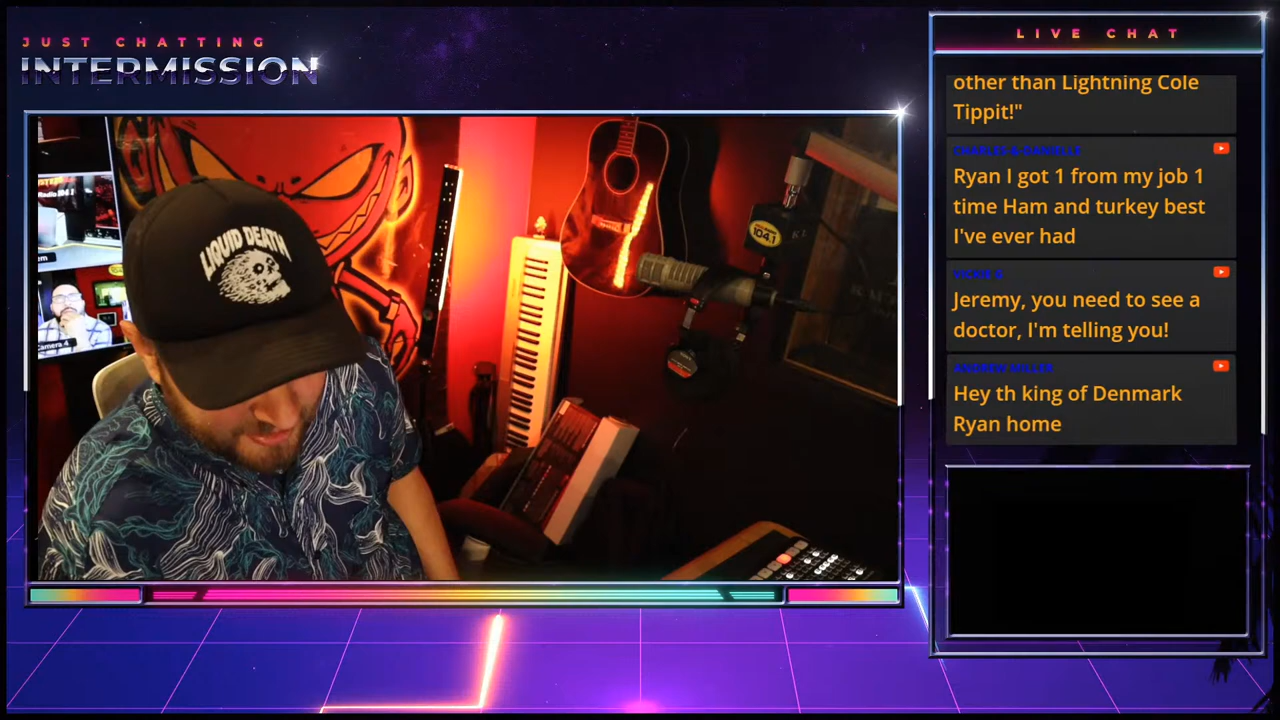 JUST CHATTING
INTERMISSION
LIVE CHAT
other than Lightning Cole
Tippit!"
Ryan I got 1 from my job 1
time Ham and turkey best
I've ever had
Jeremy, you need to see a
doctor, I'm telling you!
Hey th king of Denmark
Ryan home
LIQUID DEATH
104.1